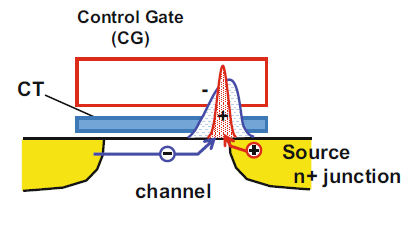 Control Gate
(CG)
CT
-
+
-
+
Source
n+ junction
channel